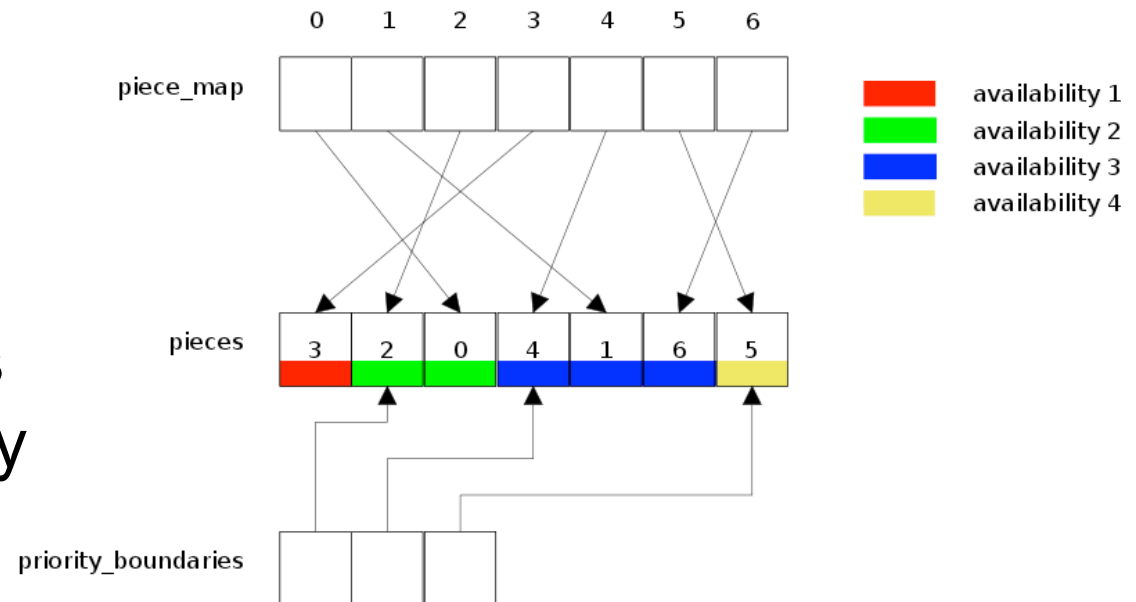 0 1 2 3 4 5 6
piece_map
availability 1
availability 2
availability 3
availability 4
pieces
3 2 0 4 1 6 5
y
priority_boundaries